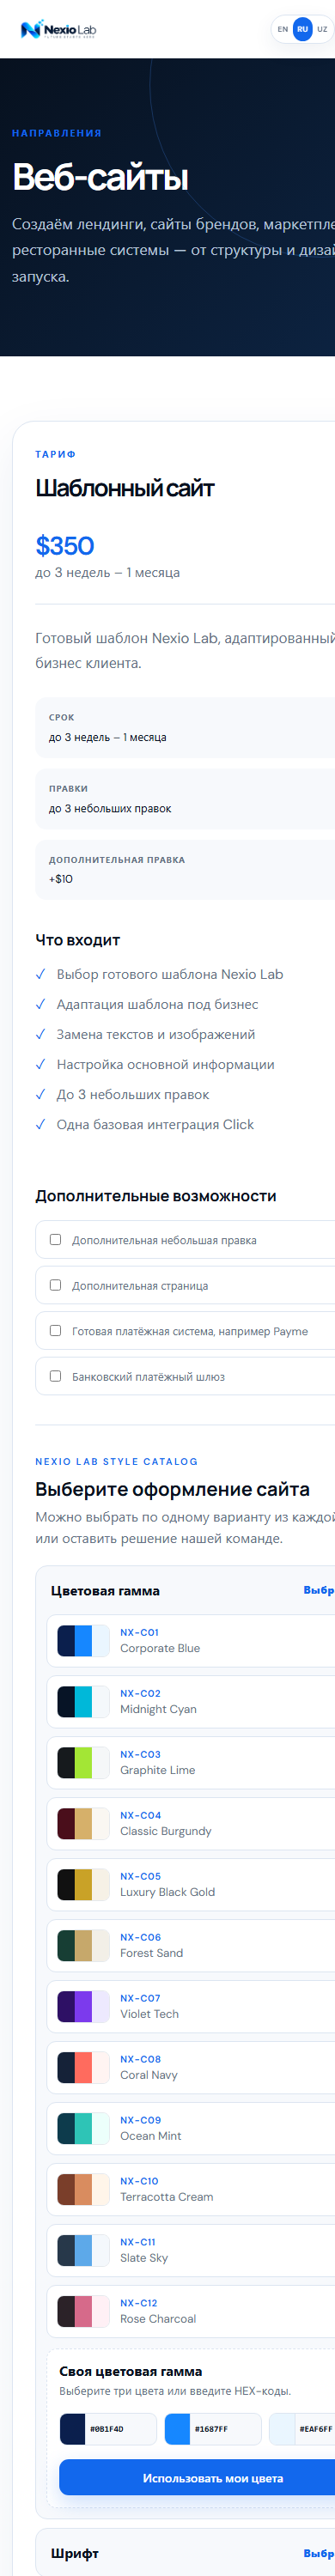 Nexio Lab
EN RU UZ
НАПРАВЛЕНИЯ
Веб-сайты
Создаём лендинги, сайты брендов, маркетпле
ресторанные системы — от структуры и дизай
запуска.
ТАРИФ
Шаблонный сайт
$350
до 3 недель – 1 месяца
Готовый шаблон Nexio Lab, адаптированный
бизнес клиента.
СРОК
до 3 недель – 1 месяца
ПРАВКИ
до 3 небольших правок
ДОПОЛНИТЕЛЬНАЯ ПРАВКА
+$10
Что входит
✓ Выбор готового шаблона Nexio Lab
✓ Адаптация шаблона под бизнес
✓ Замена текстов и изображений
✓ Настройка основной информации
✓ До 3 небольших правок
✓ Одна базовая интеграция Click
Дополнительные возможности
Дополнительная небольшая правка
Дополнительная страница
Готовая платёжная система, например Payme
Банковский платёжный шлюз
NEXIO LAB STYLE CATALOG
Выберите оформление сайта
Можно выбрать по одному варианту из каждой
или оставить решение нашей команде.
Цветовая гамма Выбр
NX-C01
Corporate Blue
NX-C02
Midnight Cyan
NX-C03
Graphite Lime
NX-C04
Classic Burgundy
NX-C05
Luxury Black Gold
NX-C06
Forest Sand
NX-C07
Violet Tech
NX-C08
Coral Navy
NX-C09
Ocean Mint
NX-C10
Terracotta Cream
NX-C11
Slate Sky
NX-C12
Rose Charcoal
Своя цветовая гамма
Выберите три цвета или введите HEX-коды.
#0B1F4D #1687FF #EAF6FF
Использовать мои цвета
Шрифт Выбр